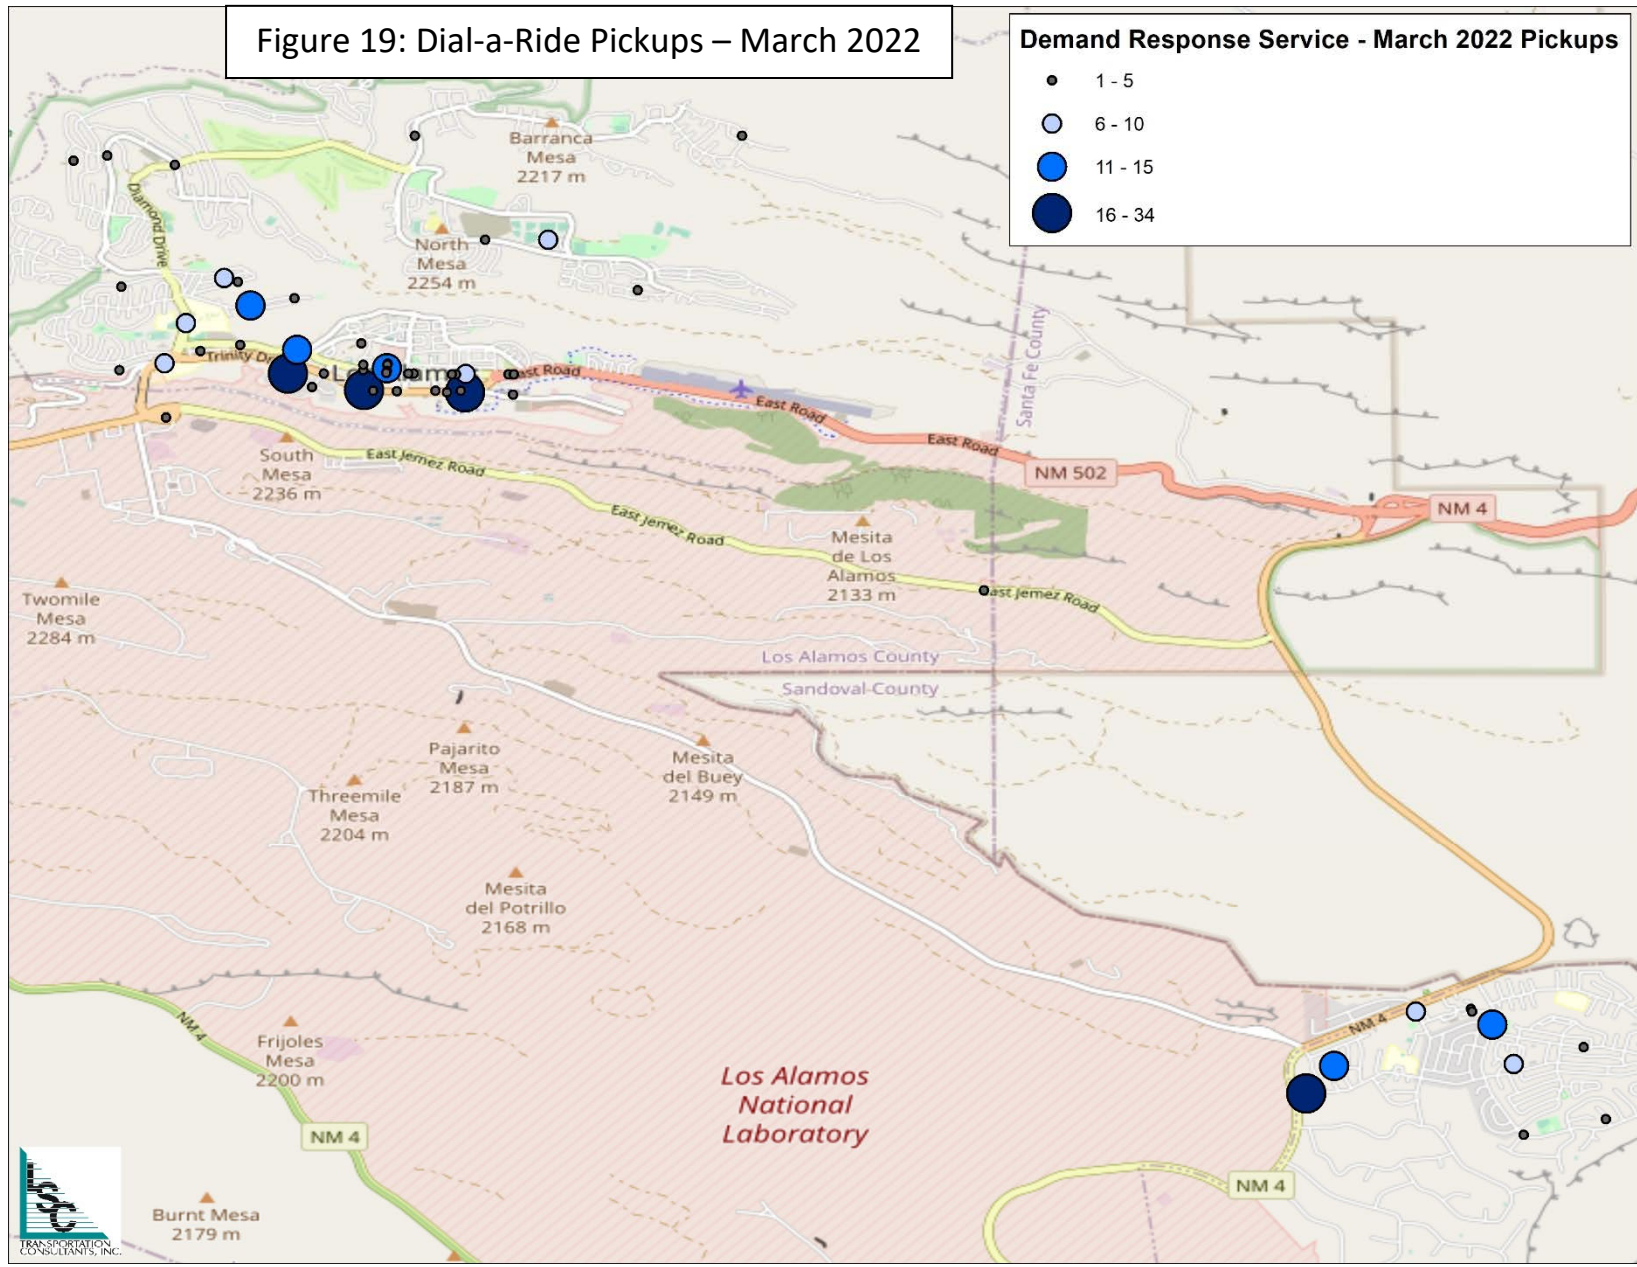 Figure 19: Dial-a-Ride Pickups – March 2022
Demand Response Service - March 2022 Pickups
1 - 5
6 - 10
11 - 15
16 - 34
Barranca
Mesa
2217 m
Diamond Drive
North
Mesa
2254 m
Santa Fe County
Trinity
East Road
East Road
NM 502
NM 4
South
Mesa
2236 m
East Jemez Road
East Jemez Road
Mesita
de Los
Alamos
2133 m
East Jemez Road
Twomile
Mesa
2284 m
Los Alamos County
Sandoval County
Pajarito
Mesa
2187 m
Mesita
del Buey
2149 m
Threemile
Mesa
2204 m
Mesita
del Potrillo
2168 m
NM 4
Frijoles
Mesa
2200 m
NM 4
Los Alamos
National
Laboratory
NM 4
NM 4
Burnt Mesa
2179 m
LSC
TRANSPORTATION
CONSULTANTS, INC.